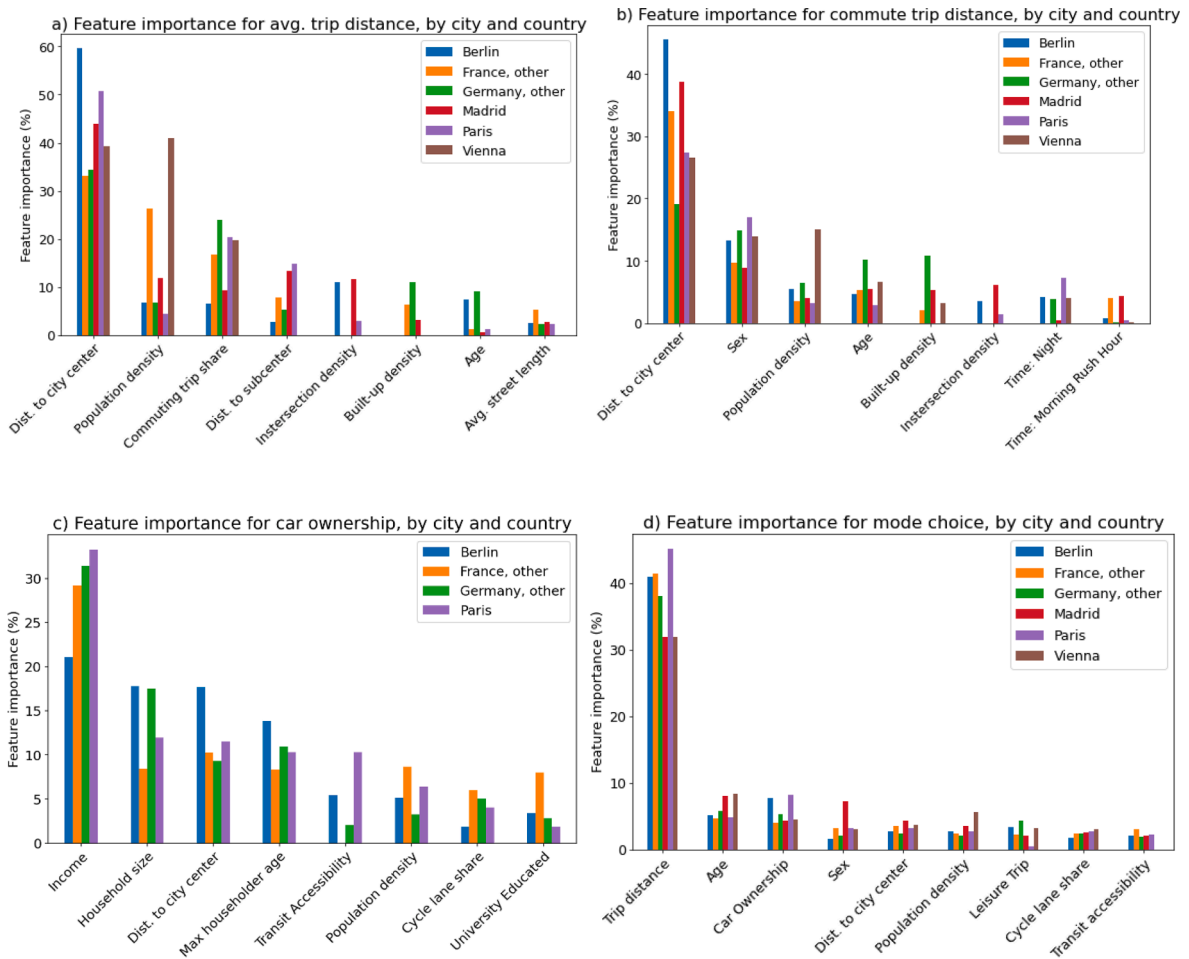 a) Feature importance for avg. trip distance, by city and country
60
50
40
30
20
10
0
Feature importance (%)
Berlin
France, other
Germany, other
Madrid
Paris
Vienna
Dist. to city center
Population density
Commuting trip share
Dist. to subcenter
Instersection density
Built-up density
Age
Avg. street length
b) Feature importance for commute trip distance, by city and country
40
30
20
10
0
Feature importance (%)
Berlin
France, other
Germany, other
Madrid
Paris
Vienna
Dist. to city center
Sex
Population density
Age
Built-up density
Instersection density
Time: Night
Time: Morning Rush Hour
c) Feature importance for car ownership, by city and country
30
25
20
15
10
5
0
Feature importance (%)
Berlin
France, other
Germany, other
Paris
Income
Household size
Dist. to city center
Max householder age
Transit Accessibility
Population density
Cycle lane share
University Educated
d) Feature importance for mode choice, by city and country
40
30
20
10
0
Feature importance (%)
Berlin
France, other
Germany, other
Madrid
Paris
Vienna
Trip distance
Age
Car Ownership
Sex
Dist. to city center
Population density
Leisure Trip
Cycle lane share
Transit accessibility